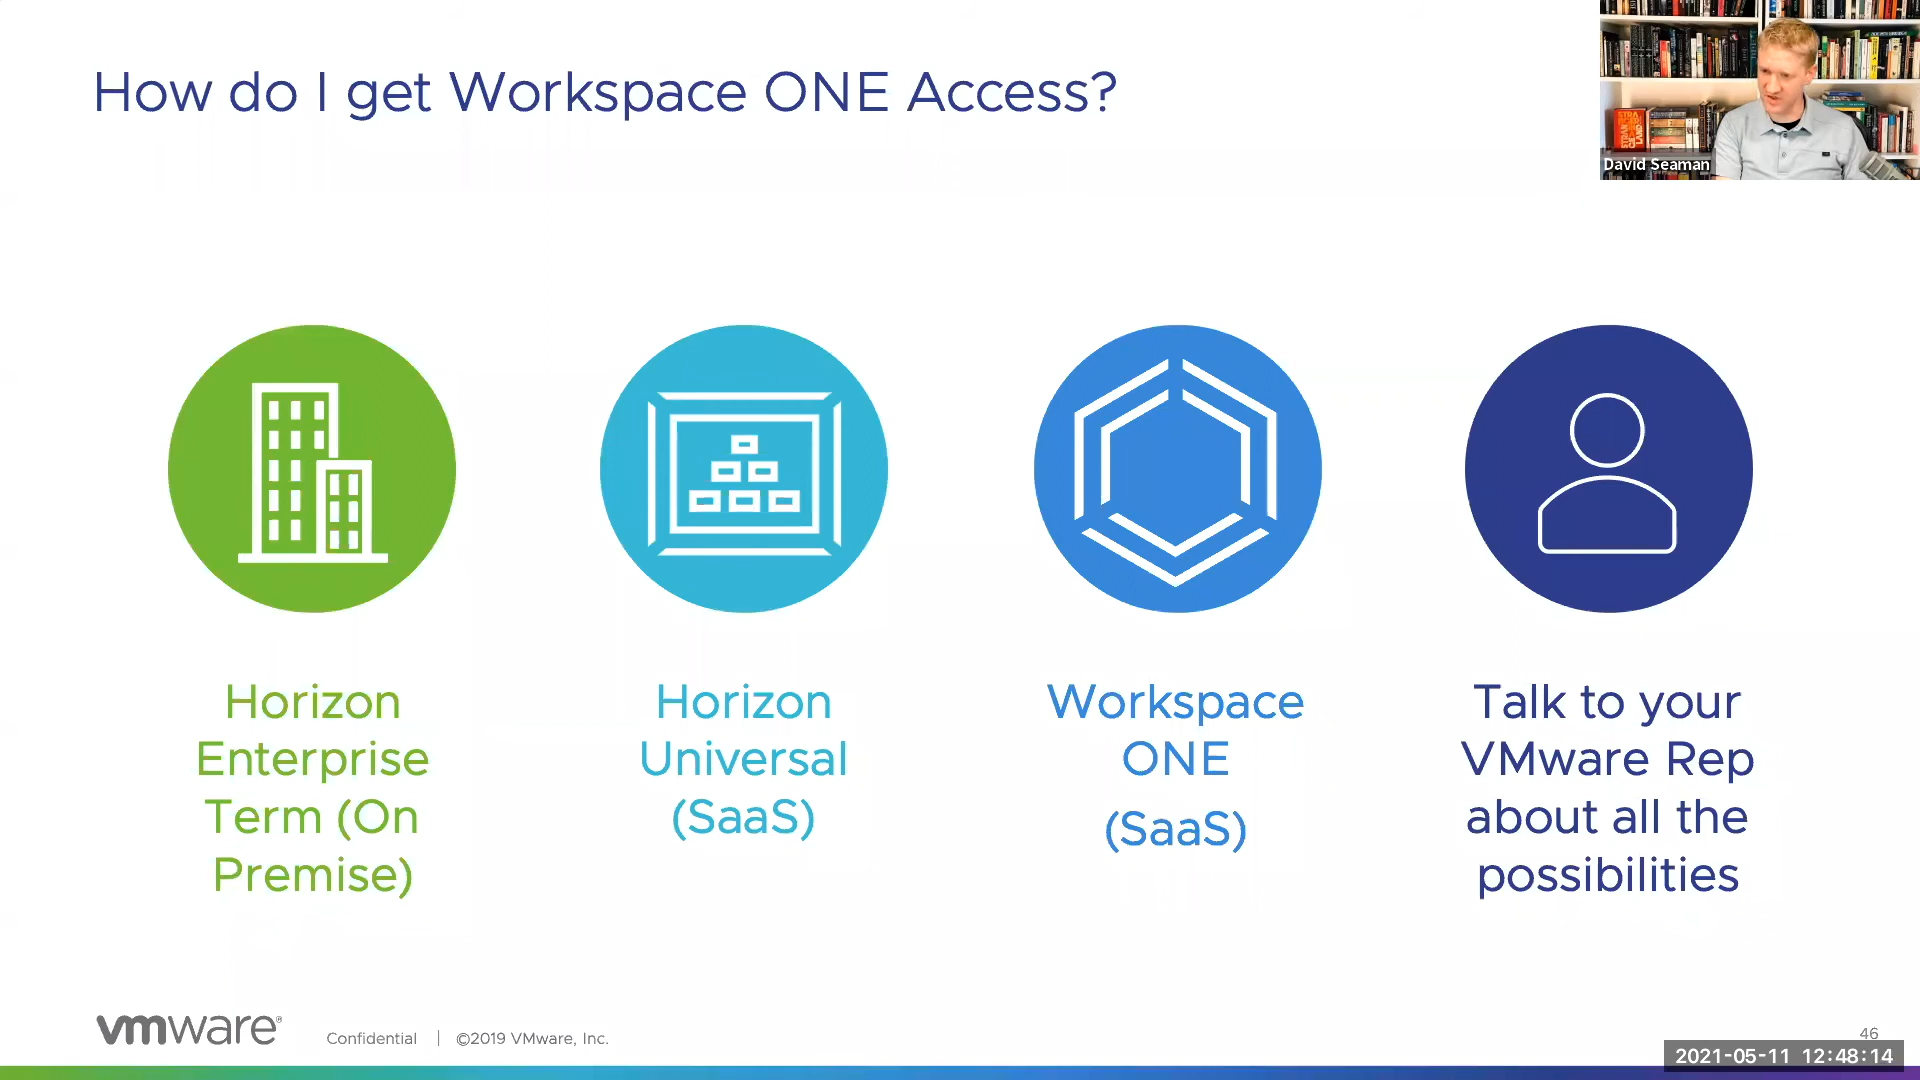 How do I get Workspace ONE Access?
David Seaman
Horizon
Enterprise
Term (On
Premise)
Horizon
Universal
(SaaS)
Workspace
ONE
(SaaS)
Talk to your
VMware Rep
about all the
possibilities
vmware®
Confidential | ©2019 VMware, Inc.
46
2021-05-11 12:48:14